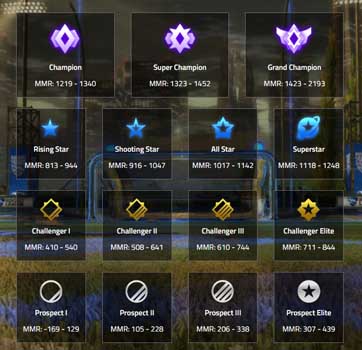 Champion
MMR: 1219 - 1340
Super Champion
MMR: 1323 - 1452
Grand Champion
MMR: 1423 - 2193
Rising Star
MMR: 813 - 944
Shooting Star
MMR: 916 - 1047
All Star
MMR: 1017 - 1142
Superstar
MMR: 1118 - 1248
Challenger I
MMR: 410 - 540
Challenger II
MMR: 508 - 641
Challenger III
MMR: 610 - 744
Challenger Elite
MMR: 711 - 844
Prospect I
MMR: -169 - 129
Prospect II
MMR: 105 - 228
Prospect III
MMR: 206 - 338
Prospect Elite
MMR: 307 - 439